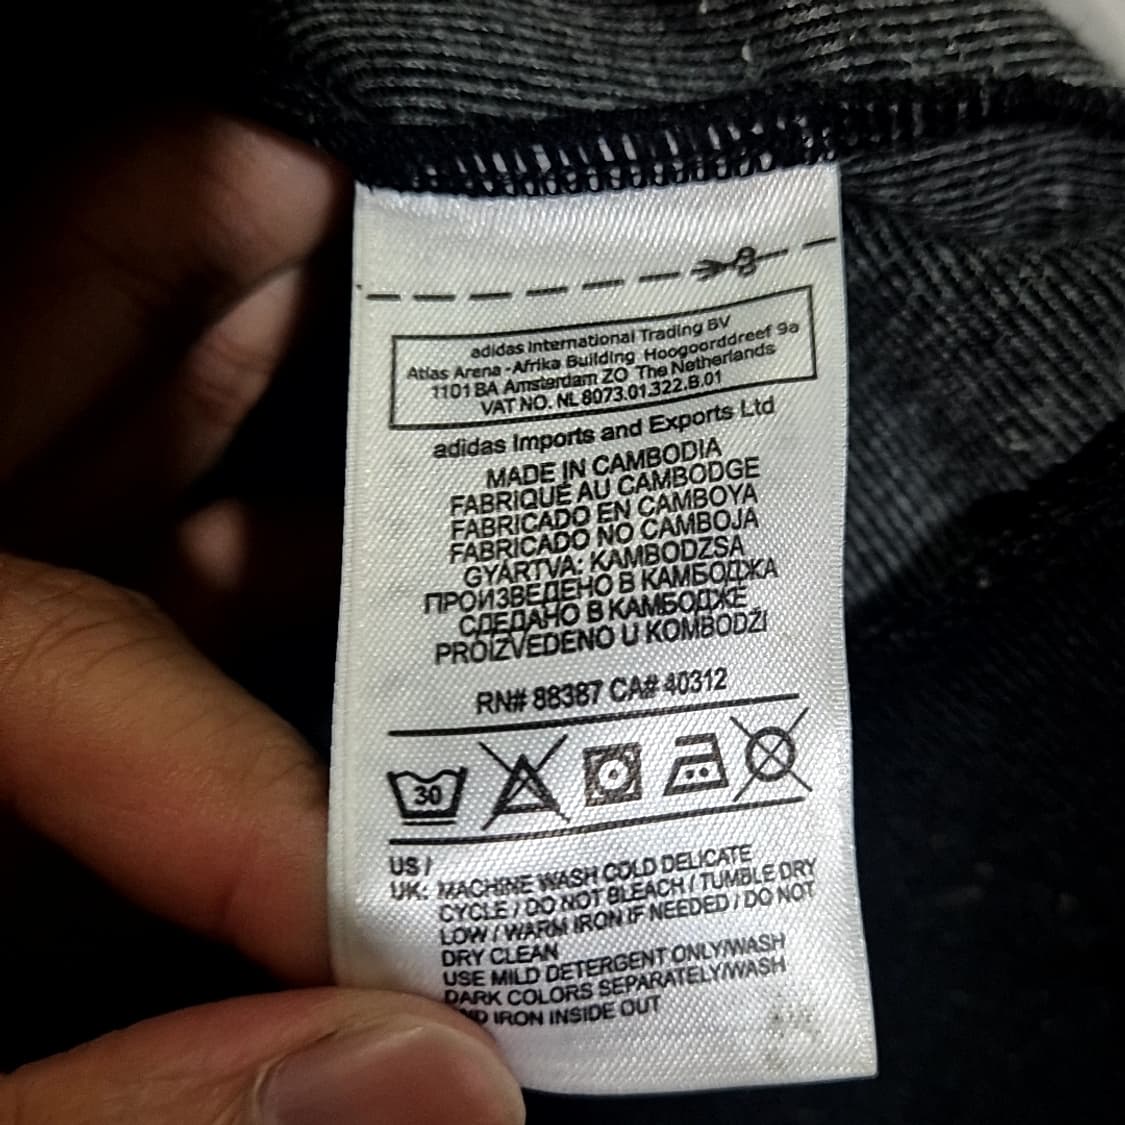 adidas International Trading BV
Atlas Arena -Afrika Building Hoogoorddreef 9a
1101 BA Amsterdam ZO The Netherlands
VAT NO. NL 8073.01.322.B.01
adidas Imports and Exports Ltd
MADE IN CAMBODIA
FABRIQUÉ AU CAMBODGE
FABRICADO EN CAMBOYA
FABRICADO NO CAMBOJA
GYÁRTVA: KAMBODZSA
ПРОИЗВЕДЕНО В КАМБОДЖА
СДЕЛАНО В КАМБОДЖЕ
PROIZVEDENO U KOMBODŽI
RN# 88387 CA# 40312
30
US /
UK: MACHINE WASH COLD DELICATE
CYCLE / DO NOT BLEACH / TUMBLE DRY
LOW / WARM IRON IF NEEDED / DO NOT
DRY CLEAN
USE MILD DETERGENT ONLY/WASH
DARK COLORS SEPARATELY/WASH
IRON INSIDE OUT